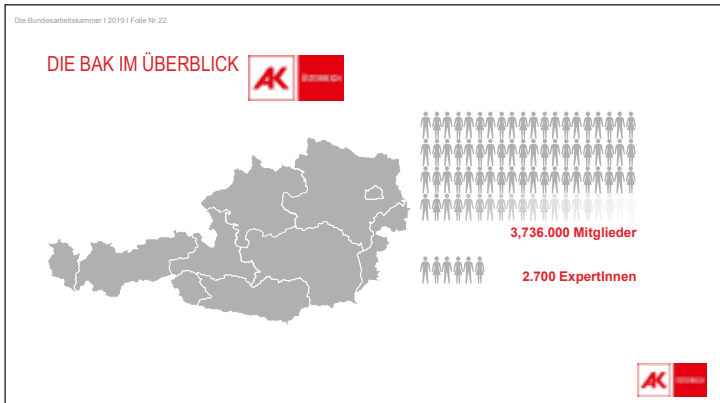 Die Bundesarbeitskammer I 2019 I Folie Nr.22
DIE BAK IM ÜBERBLICK
AK
3,736.000 Mitglieder
2.700 ExpertInnen
AK